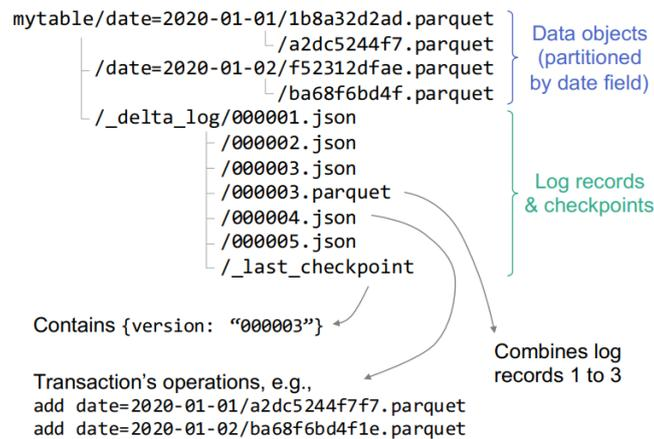 mytable/date=2020-01-01/1b8a32d2ad.parquet
/a2dc5244f7.parquet
/date=2020-01-02/f52312dfae.parquet
/ba68f6bd4f.parquet
/_delta_log/000001.json
/000002.json
/000003.json
/000003.parquet
/000004.json
/000005.json
/_last_checkpoint
Data objects
(partitioned
by date field)
Log records
& checkpoints
Contains {version: “000003”}
Combines log
records 1 to 3
Transaction’s operations, e.g.,
add date=2020-01-01/a2dc5244f7f7.parquet
add date=2020-01-02/ba68f6bd4f1e.parquet